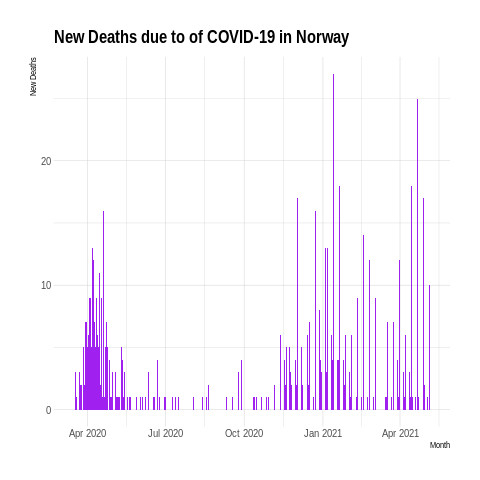 New Deaths due to of COVID-19 in Norway
New Deaths
20
10
0
Apr 2020 Jul 2020 Oct 2020 Jan 2021 Apr 2021
Month